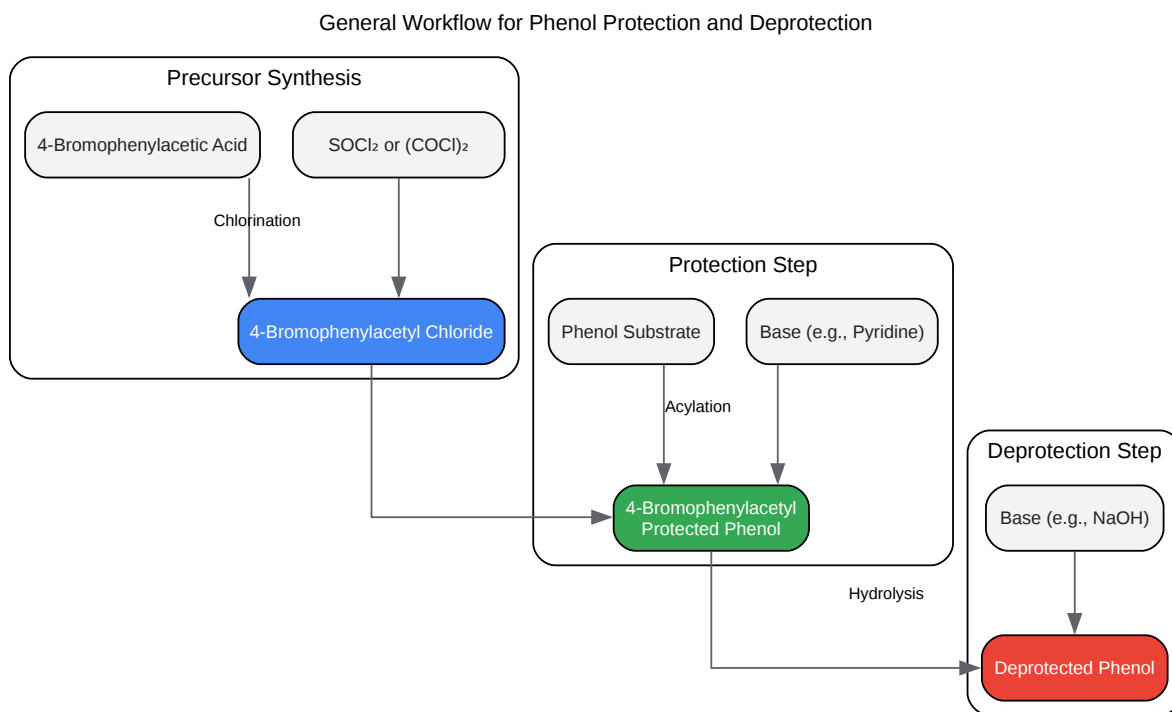 General Workflow for Phenol Protection and Deprotection
Precursor Synthesis
4-Bromophenylacetic Acid
SOCl₂ or (COCl)₂
Chlorination
4-Bromophenylacetyl Chloride
Protection Step
Phenol Substrate
Base (e.g., Pyridine)
Acylation
4-Bromophenylacetyl
Protected Phenol
Deprotection Step
Base (e.g., NaOH)
Hydrolysis
Deprotected Phenol